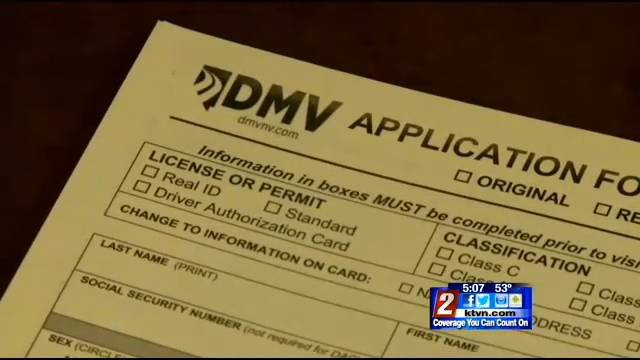 DMV APPLICATION FO
dmvnv.com
Information in boxes MUST be completed prior to visi
LICENSE OR PERMIT
☐ ORIGINAL ☐ RE
☐ Real ID ☐ Standard
☐ Driver Authorization Card
CLASSIFICATION
☐ Class C ☐ Clas
☐ Class
CHANGE TO INFORMATION ON CARD:
☐ NA
ADDRESS
LAST NAME (PRINT)
FIRST NAME
SOCIAL SECURITY NUMBER (not required for DA
SEX (CIRCLE
2 5:07 53°
ktvn.com
Coverage You Can Count On